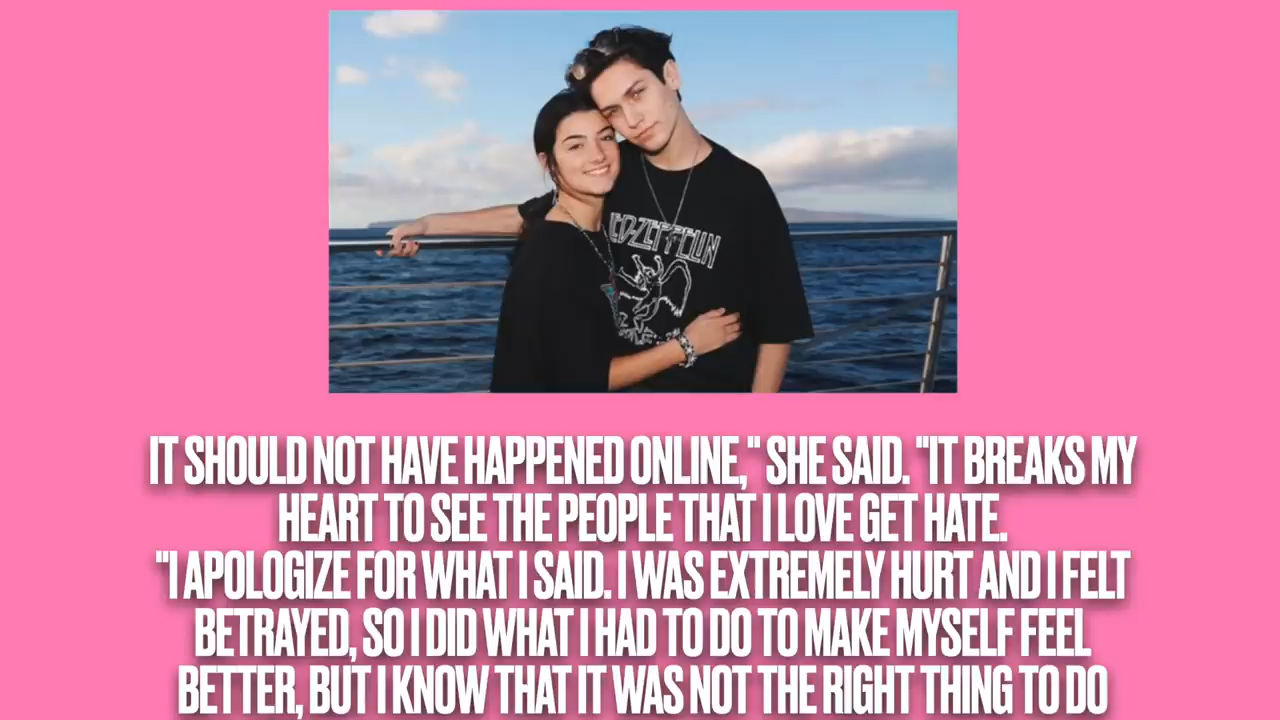 LED-ZEPPELIN
IT SHOULD NOT HAVE HAPPENED ONLINE," SHE SAID. "IT BREAKS MY
HEART TO SEE THE PEOPLE THAT I LOVE GET HATE.
"I APOLOGIZE FOR WHAT I SAID. I WAS EXTREMELY HURT AND I FELT
BETRAYED, SO I DID WHAT I HAD TO DO TO MAKE MYSELF FEEL
BETTER, BUT I KNOW THAT IT WAS NOT THE RIGHT THING TO DO